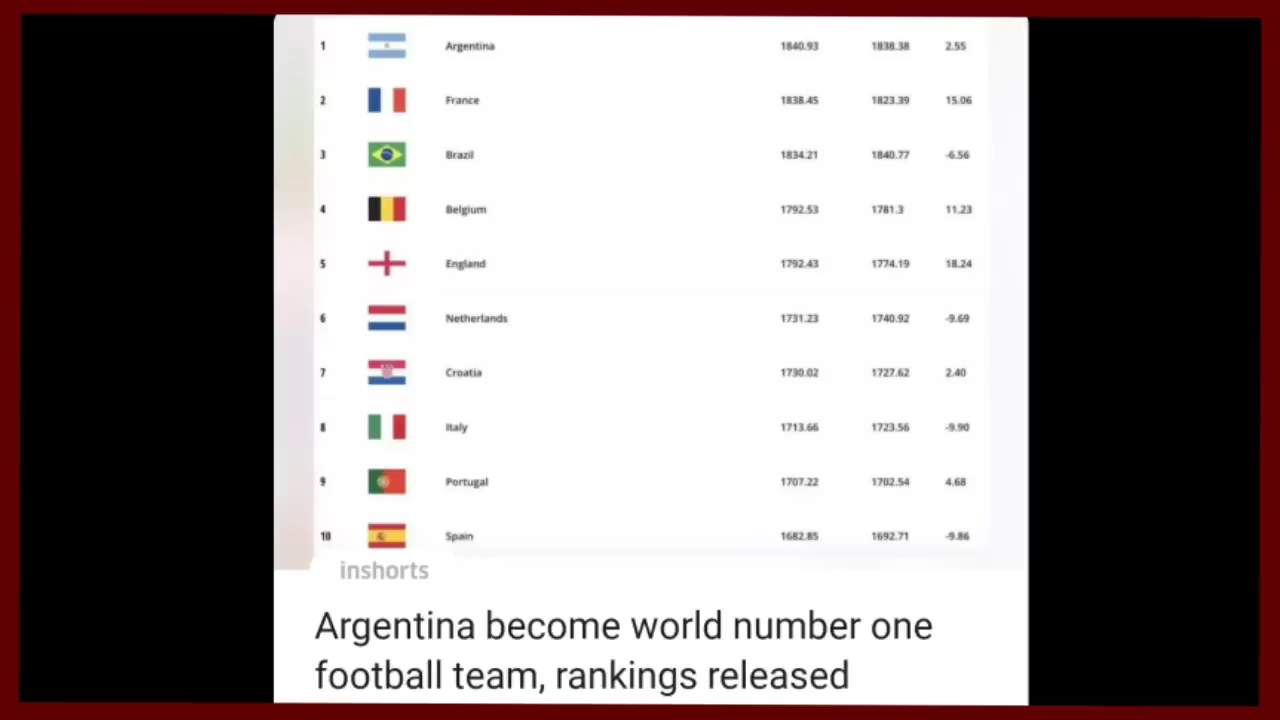 1 Argentina 1840.93 1838.38 2.55
2 France 1838.45 1823.39 15.06
3 Brazil 1834.21 1840.77 -6.56
4 Belgium 1792.53 1781.3 11.23
5 England 1792.43 1774.19 18.24
6 Netherlands 1731.23 1740.92 -9.69
7 Croatia 1730.02 1727.62 2.40
8 Italy 1713.66 1723.56 -9.90
9 Portugal 1707.22 1702.54 4.68
10 Spain 1682.85 1692.71 -9.86
inshorts
Argentina become world number one
football team, rankings released